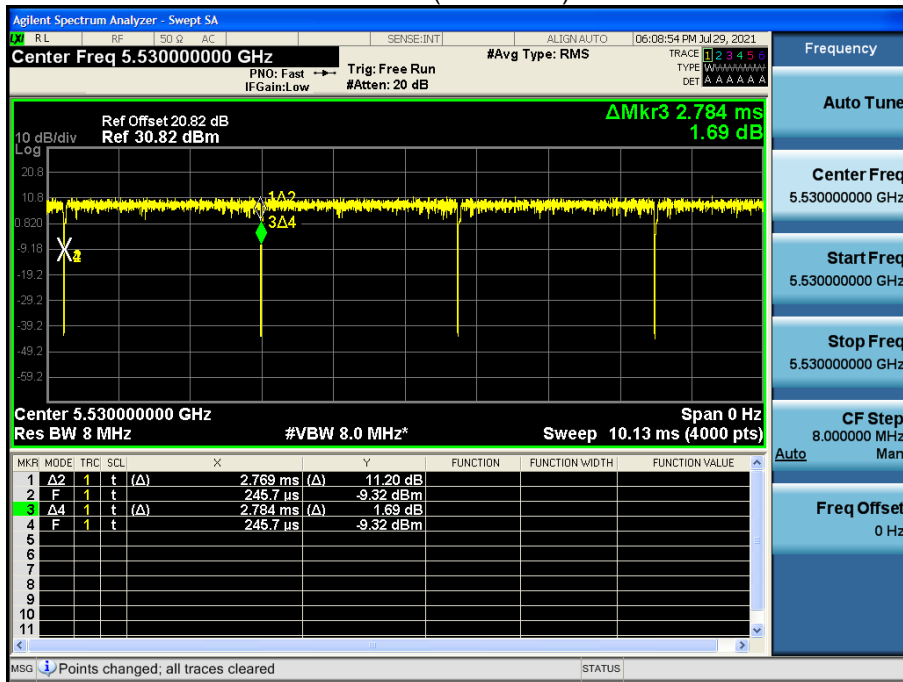 Agilent Spectrum Analyzer - Swept SA
LXI RL RF 50 Ω AC SENSE:INT ALIGN AUTO 06:08:54 PM Jul 29, 2021
Center Freq 5.530000000 GHz
PNO: Fast
IFGain:Low
Trig: Free Run
#Atten: 20 dB
#Avg Type: RMS
TRACE 1 2 3 4 5 6
TYPE WWWWWW
DET A A A A A A
Frequency
ΔMkr3 2.784 ms
1.69 dB
Ref Offset 20.82 dB
10 dB/div Ref 30.82 dBm
Log
20.8
10.8
0.820
-9.18
-19.2
-29.2
-39.2
-49.2
-59.2
1Δ2
3Δ4
Center 5.530000000 GHz Span 0 Hz
Res BW 8 MHz #VBW 8.0 MHz* Sweep 10.13 ms (4000 pts)
MKR MODE TRC SCL X Y FUNCTION FUNCTION WIDTH FUNCTION VALUE
1 Δ2 1 t (Δ) 2.769 ms (Δ) 11.20 dB
2 F 1 t 245.7 µs -9.32 dBm
3 Δ4 1 t (Δ) 2.784 ms (Δ) 1.69 dB
4 F 1 t 245.7 µs -9.32 dBm
5
6
7
8
9
10
11
MSG Points changed; all traces cleared STATUS
Auto Tune
Center Freq
5.530000000 GHz
Start Freq
5.530000000 GHz
Stop Freq
5.530000000 GHz
CF Step
8.000000 MHz
Auto Man
Freq Offset
0 Hz